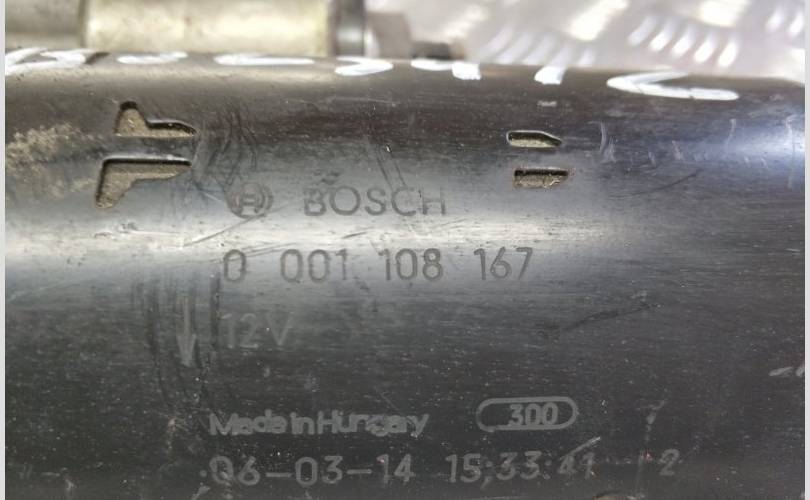 BOSCH
0 001 108 167
12V
Made in Hungary 300
06-03-14 15:33:41 2